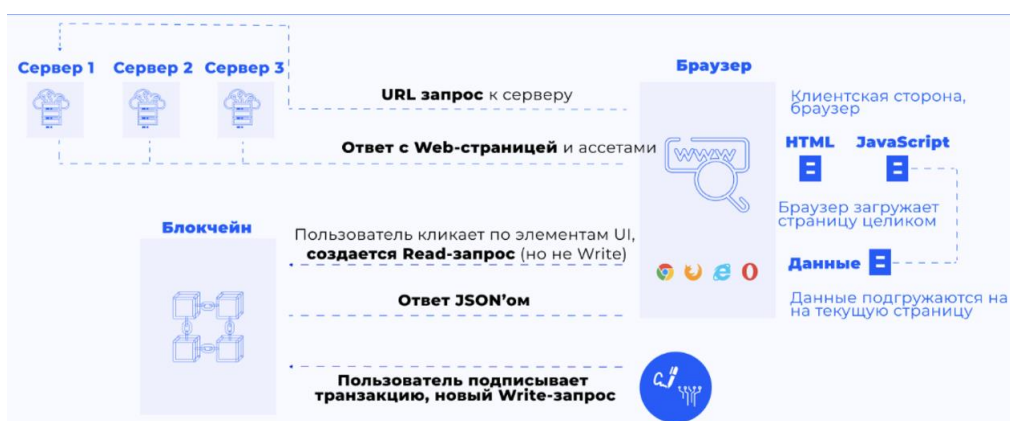 Сервер 1
Сервер 2
Сервер 3
URL запрос к серверу
Ответ с Web-страницей и ассетами
Браузер
www
Клиентская сторона,
браузер
HTML
JavaScript
Браузер загружает
страницу целиком
Данные
Данные подгружаются на
на текущую страницу
Блокчейн
Пользователь кликает по элементам UI,
создается Read-запрос (но не Write)
Ответ JSON’ом
Пользователь подписывает
транзакцию, новый Write-запрос